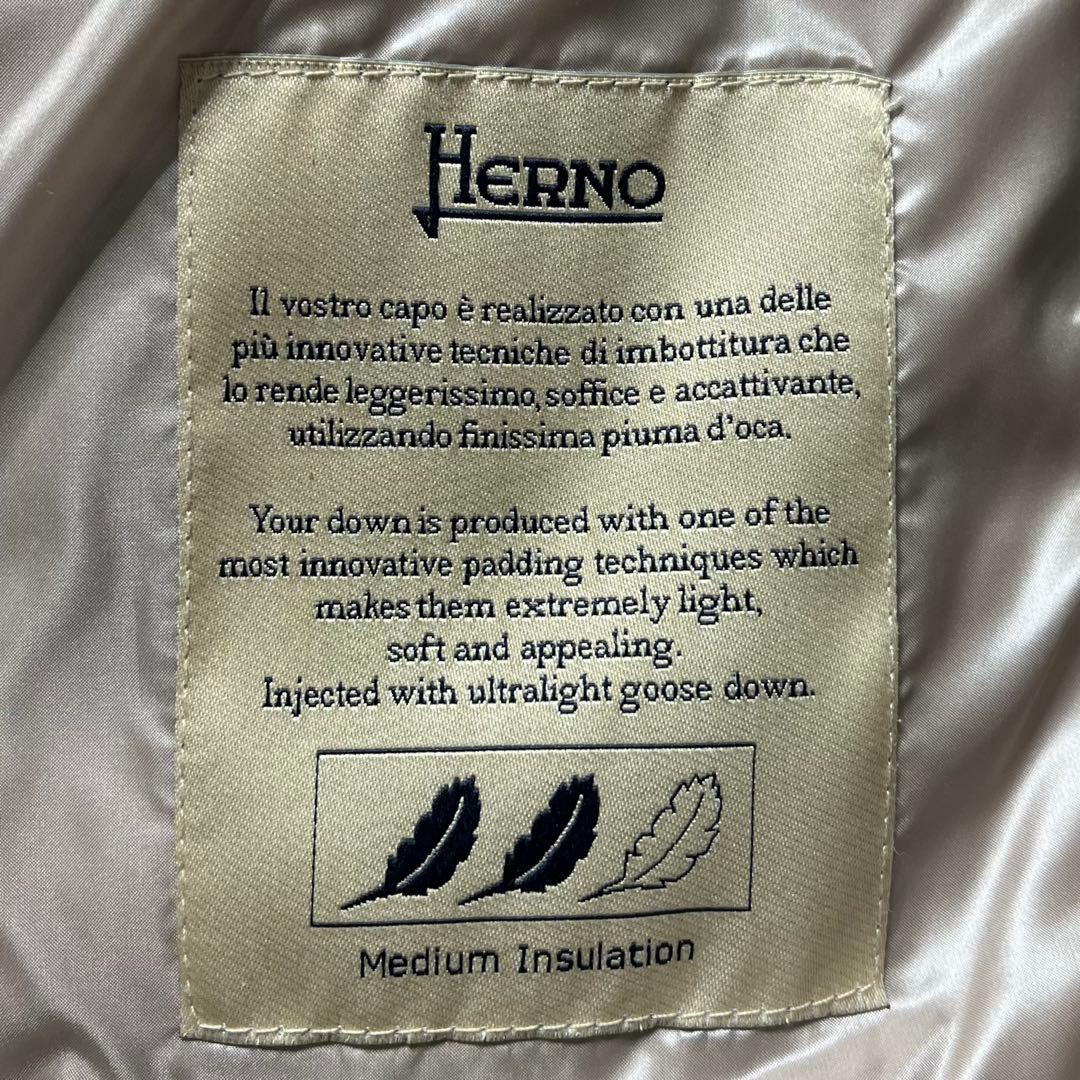 HERNO
Il vostro capo è realizzato con una delle
più innovative tecniche di imbottitura che
lo rende leggerissimo, soffice e accattivante,
utilizzando finissima piuma d'oca.
Your down is produced with one of the
most innovative padding techniques which
makes them extremely light,
soft and appealing.
Injected with ultralight goose down.
Medium Insulation